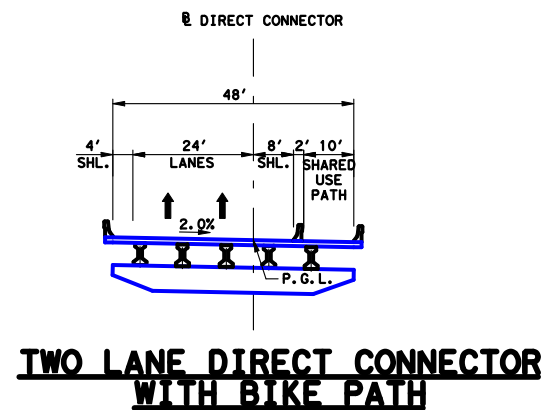 ℄ DIRECT CONNECTOR
48'
4' 24' 8' 2' 10'
SHL. LANES SHL. SHARED
USE
PATH
2.0%
P.G.L.
TWO LANE DIRECT CONNECTOR
WITH BIKE PATH